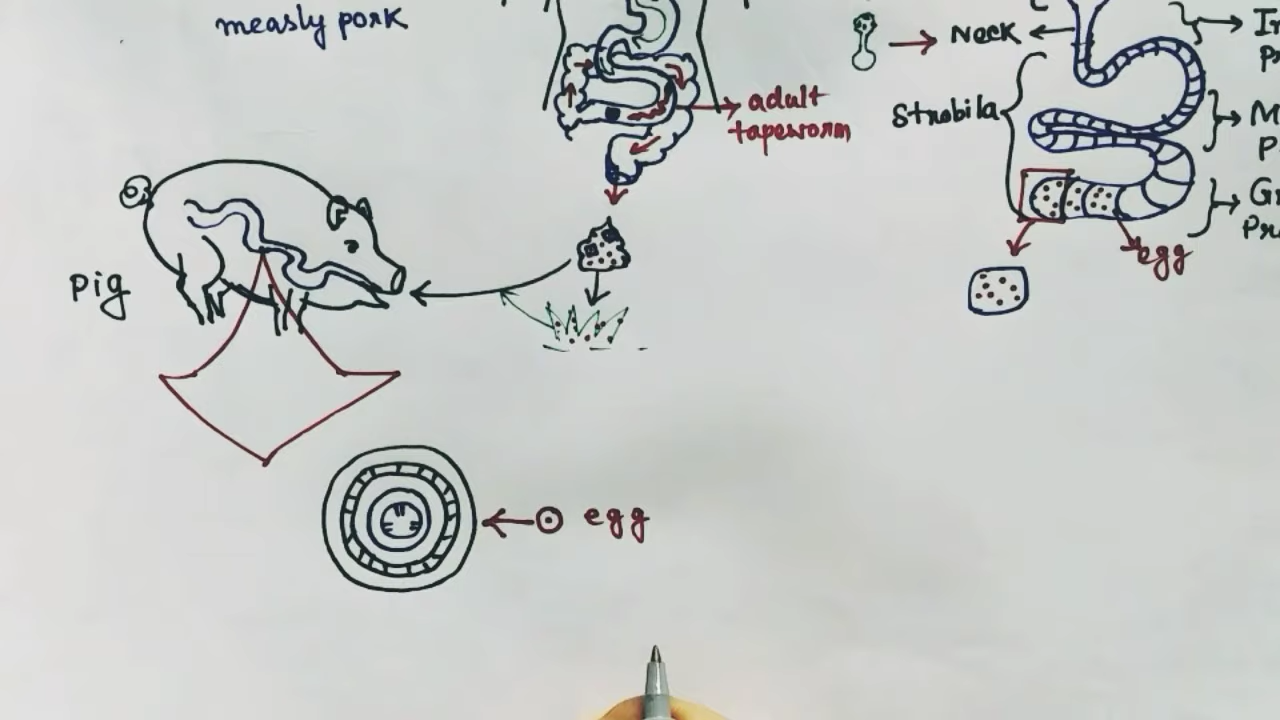 measly pork
Neck
Strobila
adult
tapeworm
egg
pig
egg